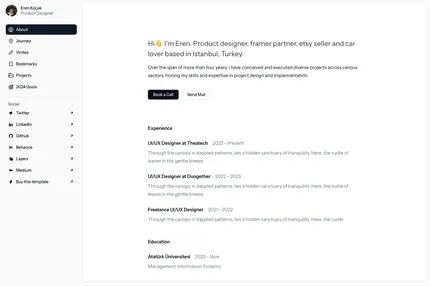 Eren Koçak
Product Designer
About
Journey
Writes
Bookmarks
Projects
2024 Goals
Social
Twitter
Linkedin
Github
Behance
Layers
Medium
Buy this template
Hi👋 I'm Eren. Product designer, framer partner, etsy seller and car
lover based in Istanbul, Turkey.
Over the span of more than four years, I have conceived and executed diverse projects across various
sectors, honing my skills and expertise in project design and implementation.
Book a Call
Send Mail
Experience
UI/UX Designer at Theatech 2023 - Present
Through the canopy in dappled patterns, lies a hidden sanctuary of tranquility. Here, the rustle of
leaves in the gentle breeze
UI/UX Designer at Duogether 2022 - 2023
Through the canopy in dappled patterns, lies a hidden sanctuary of tranquility. Here, the rustle of
leaves in the gentle breeze
Freelance UI/UX Designer 2021 - 2022
Through the canopy in dappled patterns, lies a hidden sanctuary of tranquility. Here, the rustle
Education
Atatürk Üniversitesi 2023 - Now
Management Information Systems